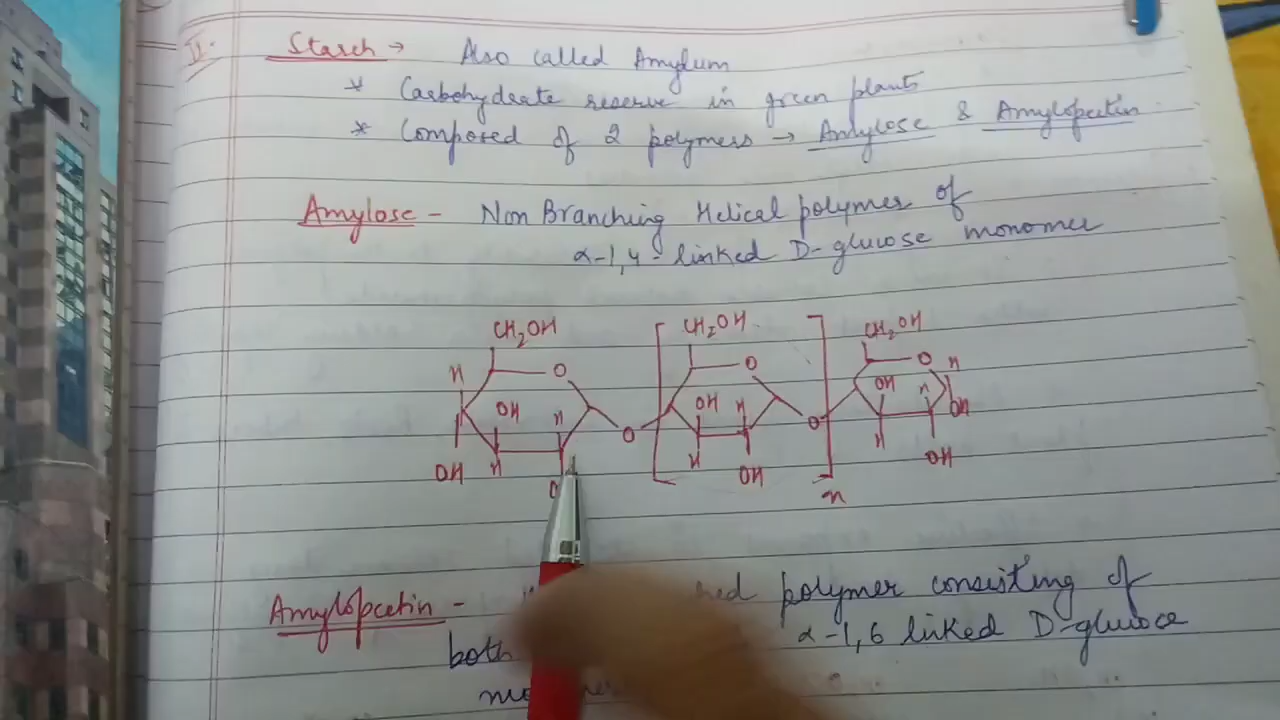 II.
Starch → Also called Amylum
* Carbohydrate reserve in green plants
* Composed of 2 polymers → Amylose & Amylopectin
Amylose - Non Branching Helical polymer of
α-1,4- linked D-glucose monomer
CH₂OH CH₂OH CH₂OH
H O O O H
OH H OH H OH H OH
O O
OH H H OH H OH
n
Amylopectin - polymer consisting of
both α-1,6 linked D-glucose